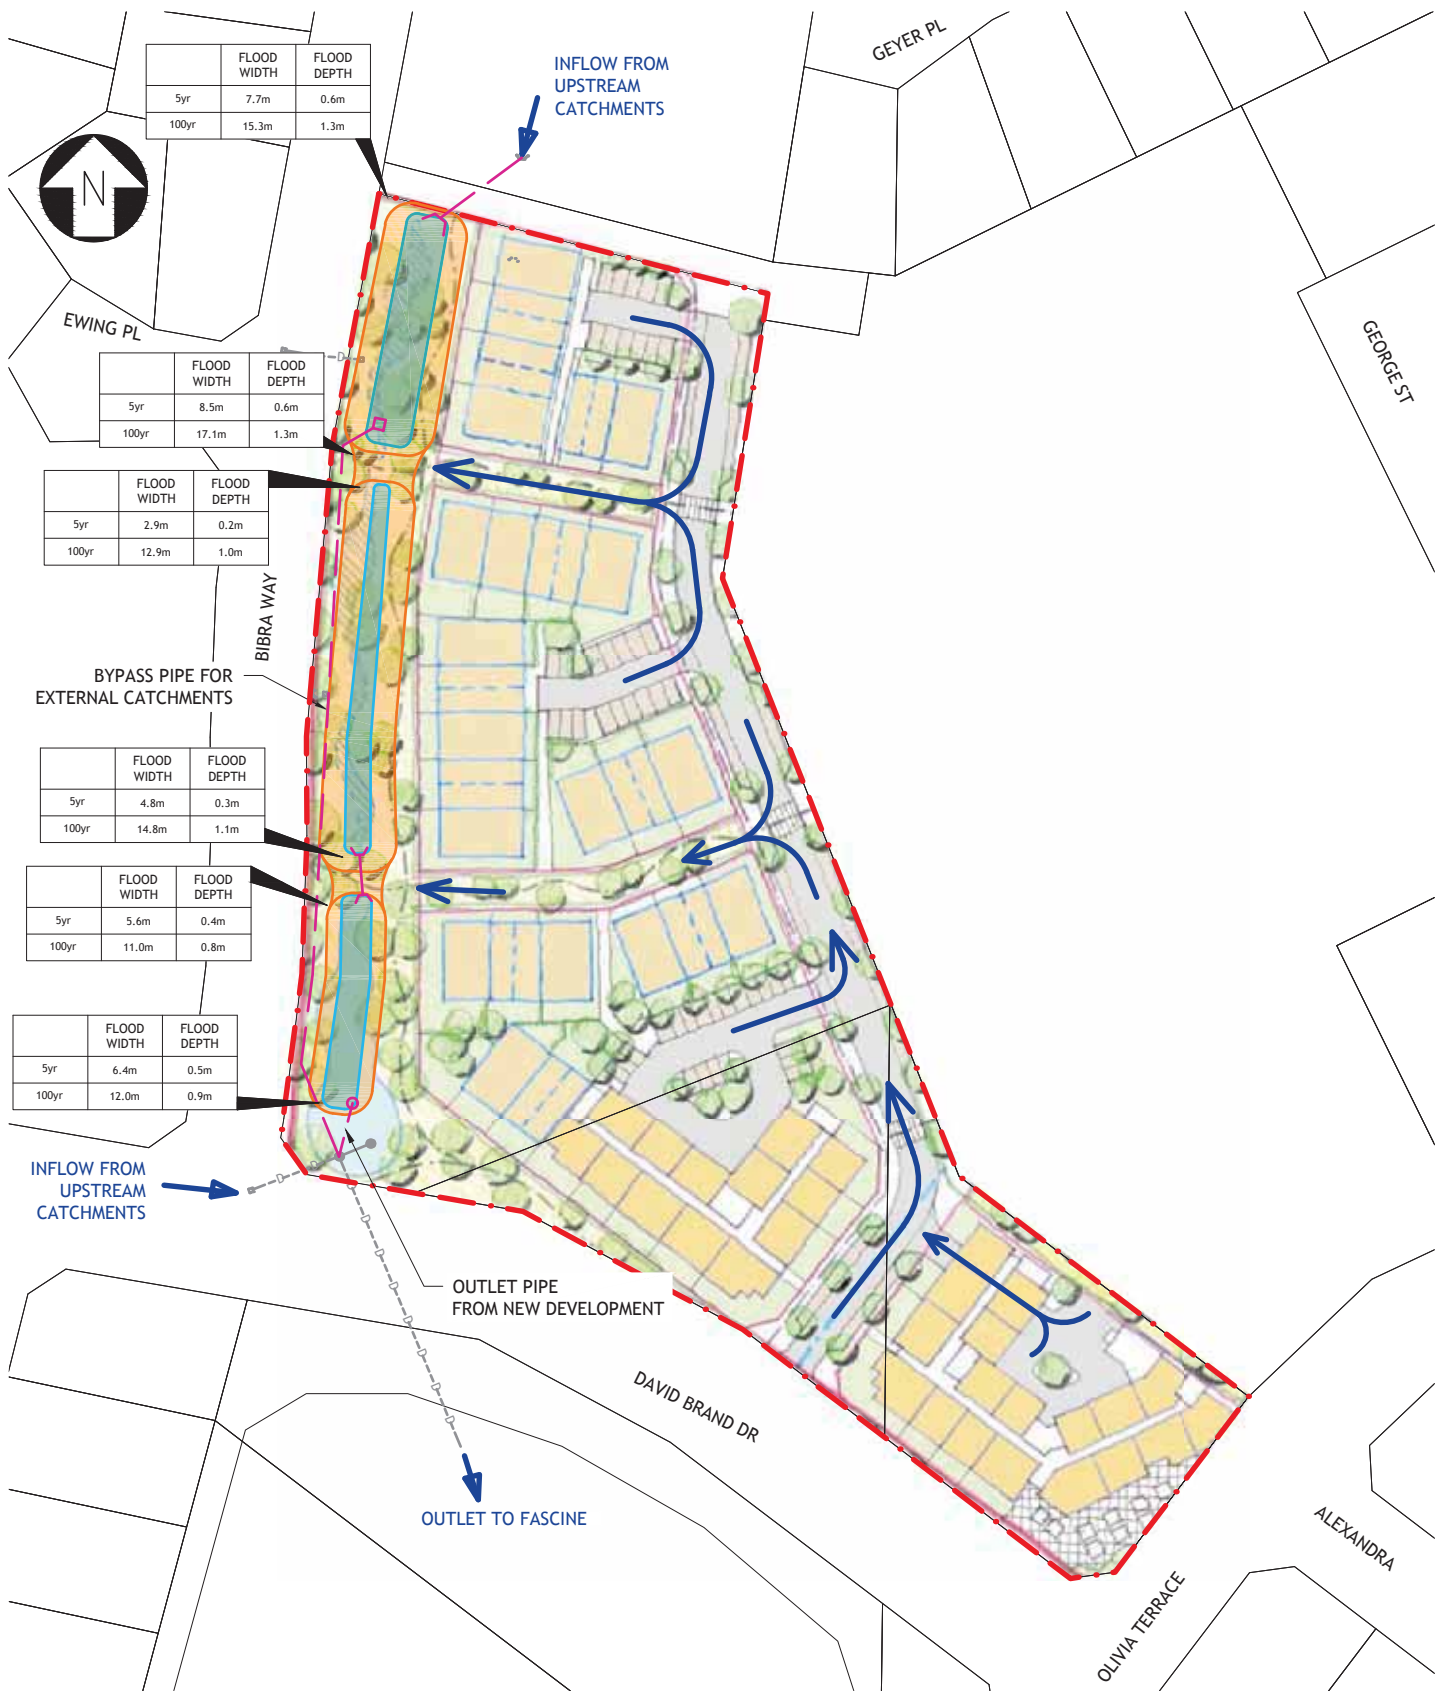 GEYER PL
INFLOW FROM
UPSTREAM
CATCHMENTS
FLOOD WIDTH FLOOD DEPTH
5yr 7.7m 0.6m
100yr 15.3m 1.3m
N
EWING PL
GEORGE ST
FLOOD WIDTH FLOOD DEPTH
5yr 8.5m 0.6m
100yr 17.1m 1.3m
FLOOD WIDTH FLOOD DEPTH
5yr 2.9m 0.2m
100yr 12.9m 1.0m
BIBRA WAY
BYPASS PIPE FOR
EXTERNAL CATCHMENTS
FLOOD WIDTH FLOOD DEPTH
5yr 4.8m 0.3m
100yr 14.8m 1.1m
FLOOD WIDTH FLOOD DEPTH
5yr 5.6m 0.4m
100yr 11.0m 0.8m
FLOOD WIDTH FLOOD DEPTH
5yr 6.4m 0.5m
100yr 12.0m 0.9m
INFLOW FROM
UPSTREAM
CATCHMENTS
OUTLET PIPE
FROM NEW DEVELOPMENT
DAVID BRAND DR
OUTLET TO FASCINE
ALEXANDRA
OLIVIA TERRACE